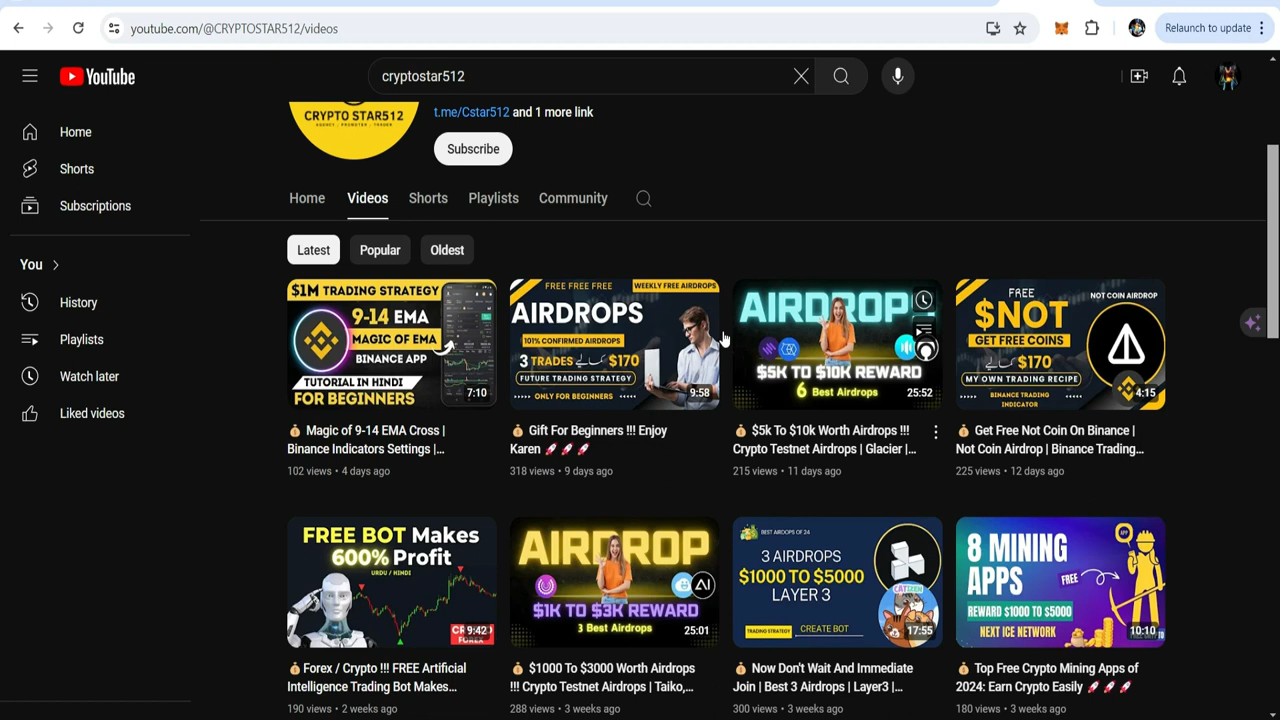 youtube.com/@CRYPTOSTAR512/videos
Relaunch to update
YouTube
cryptostar512
Home
Shorts
Subscriptions
You
History
Playlists
Watch later
Liked videos
CRYPTO STAR512
AGENCY . PROMOTER . TRADER
t.me/Cstar512 and 1 more link
Subscribe
Home Videos Shorts Playlists Community
Latest Popular Oldest
$1M TRADING STRATEGY
9-14 EMA
MAGIC OF EMA
BINANCE APP
TUTORIAL IN HINDI
FOR BEGINNERS
7:10
💰 Magic of 9-14 EMA Cross |
Binance Indicators Settings |...
102 views • 4 days ago
FREE FREE FREE
WEEKLY FREE AIRDROPS
AIRDROPS
101% CONFIRMED AIRDROPS
3 TRADES کمالیے $170
FUTURE TRADING STRATEGY
ONLY FOR BEGINNERS
9:58
💰 Gift For Beginners !!! Enjoy
Karen 🚀🚀🚀
318 views • 9 days ago
AIRDROP
$5K TO $10K REWARD
6 Best Airdrops
25:52
💰 $5k To $10k Worth Airdrops !!!
Crypto Testnet Airdrops | Glacier |...
215 views • 11 days ago
FREE
NOT COIN AIRDROP
$NOT
GET FREE COINS
کمالیے $170
MY OWN TRADING RECIPE
BINANCE TRADING
INDICATOR
4:15
💰 Get Free Not Coin On Binance |
Not Coin Airdrop | Binance Trading...
225 views • 12 days ago
FREE BOT Makes
600% Profit
URDU / HINDI
FOREX
9:42
💰Forex / Crypto !!! FREE Artificial
Intelligence Trading Bot Makes...
190 views • 2 weeks ago
AIRDROP
AI
$1K TO $3K REWARD
3 Best Airdrops
25:01
💰 $1000 To $3000 Worth Airdrops
!!! Crypto Testnet Airdrops | Taiko,...
288 views • 3 weeks ago
BEST AIRDOPS OF 24
3 AIRDROPS
$1000 TO $5000
LAYER 3
CATIZEN
TRADING STRATEGY
CREATE BOT
17:55
💰 Now Don't Wait And Immediate
Join | Best 3 Airdrops | Layer3 |...
300 views • 3 weeks ago
8 MINING
APPS
APP
FREE
REWARD $1000 TO $5000
NEXT ICE NETWORK
10:10
💰 Top Free Crypto Mining Apps of
2024: Earn Crypto Easily 🚀🚀🚀
180 views • 3 weeks ago